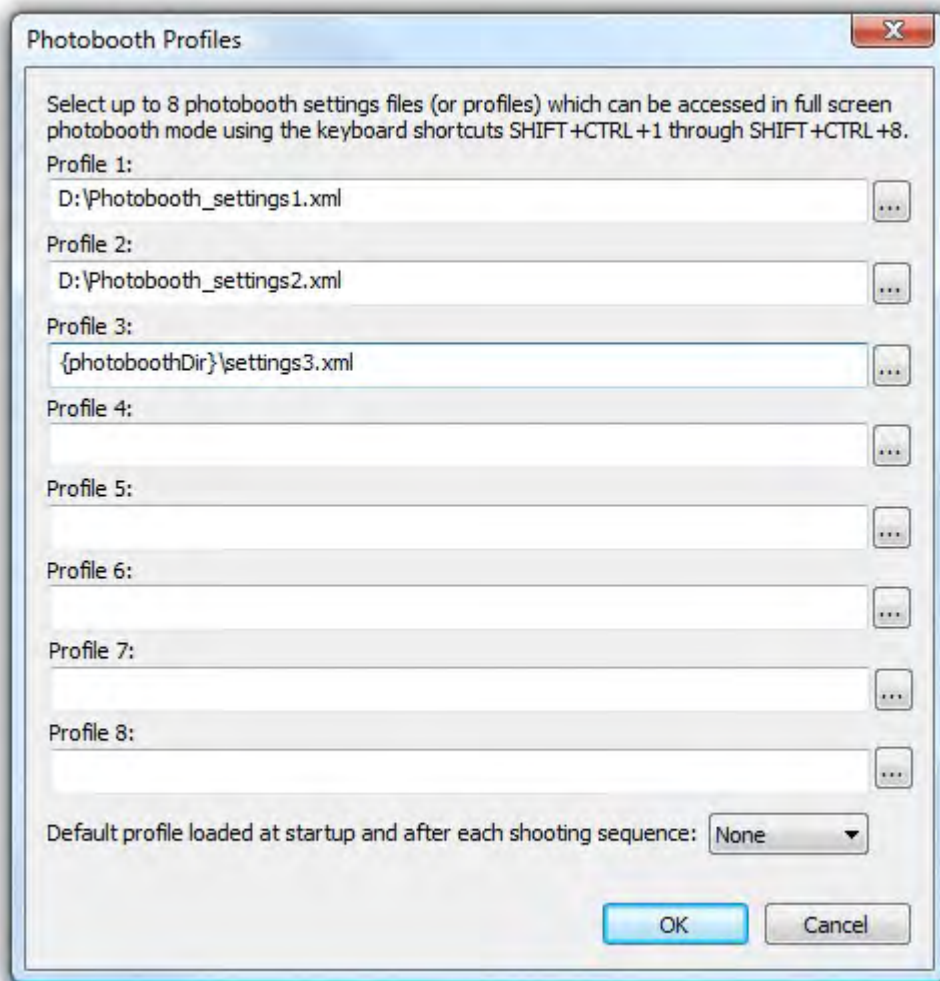 Photobooth Profiles
X
Select up to 8 photobooth settings files (or profiles) which can be accessed in full screen
photobooth mode using the keyboard shortcuts SHIFT+CTRL+1 through SHIFT+CTRL+8.
Profile 1:
D:\Photobooth_settings1.xml
...
Profile 2:
D:\Photobooth_settings2.xml
...
Profile 3:
{photoboothDir}\settings3.xml
...
Profile 4:
...
Profile 5:
...
Profile 6:
...
Profile 7:
...
Profile 8:
...
Default profile loaded at startup and after each shooting sequence: None
OK Cancel